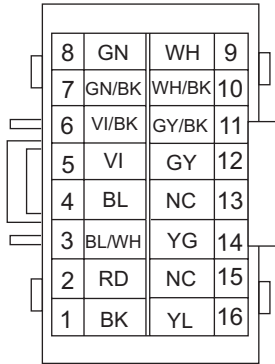 8 GN WH 9
7 GN/BK WH/BK 10
6 VI/BK GY/BK 11
5 VI GY 12
4 BL NC 13
3 BL/WH YG 14
2 RD NC 15
1 BK YL 16